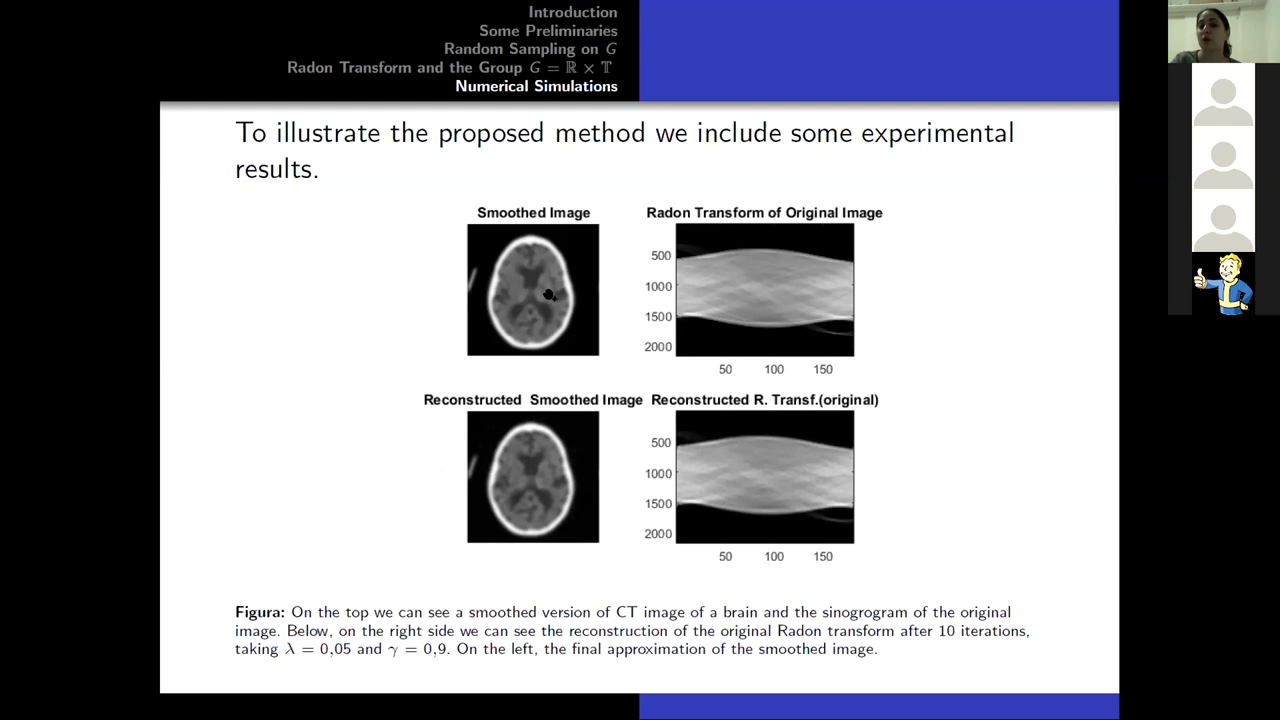 Introduction
Some Preliminaries
Random Sampling on G
Radon Transform and the Group G = ℝ × 𝕋
Numerical Simulations
To illustrate the proposed method we include some experimental
results.
Smoothed Image
Radon Transform of Original Image
500
1000
1500
2000
50 100 150
Reconstructed Smoothed Image
Reconstructed R. Transf.(original)
500
1000
1500
2000
50 100 150
Figura: On the top we can see a smoothed version of CT image of a brain and the sinogrogram of the original
image. Below, on the right side we can see the reconstruction of the original Radon transform after 10 iterations,
taking λ = 0,05 and γ = 0,9. On the left, the final approximation of the smoothed image.